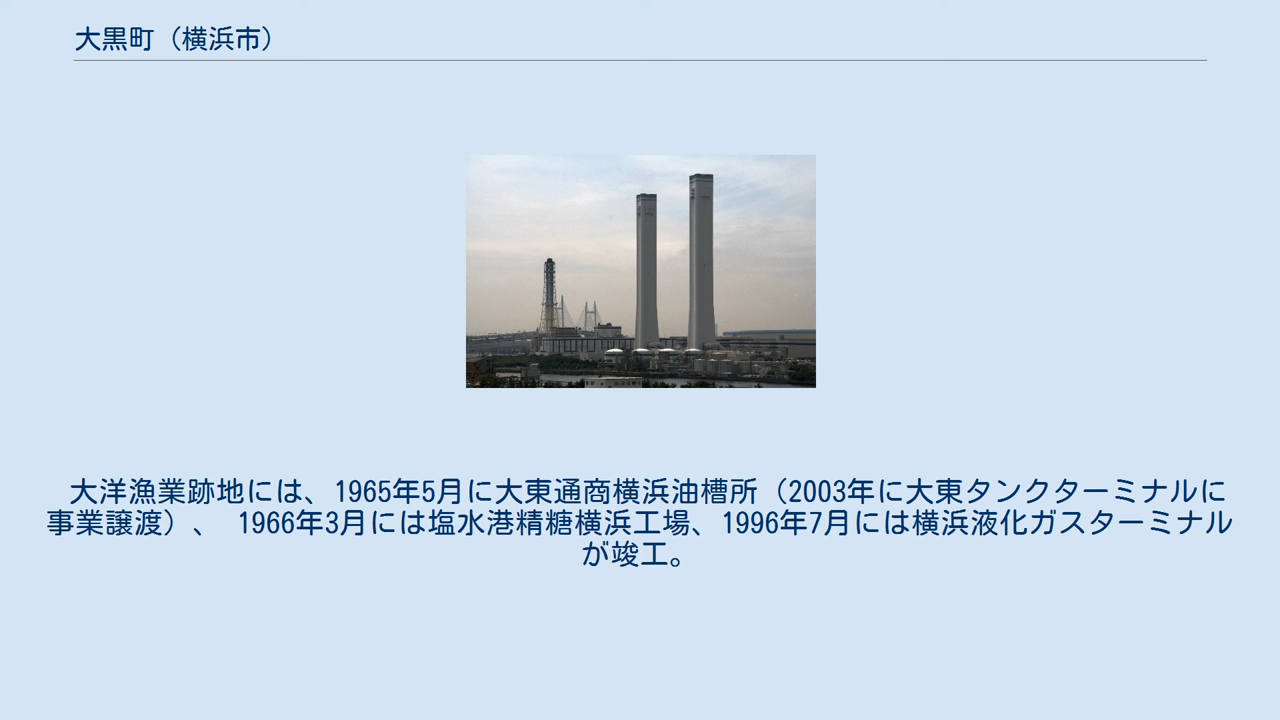 大黒町（横浜市）
大洋漁業跡地には、1965年5月に大東通商横浜油槽所（2003年に大東タンクターミナルに
事業譲渡）、 1966年3月には塩水港精糖横浜工場、1996年7月には横浜液化ガスターミナル
が竣工。